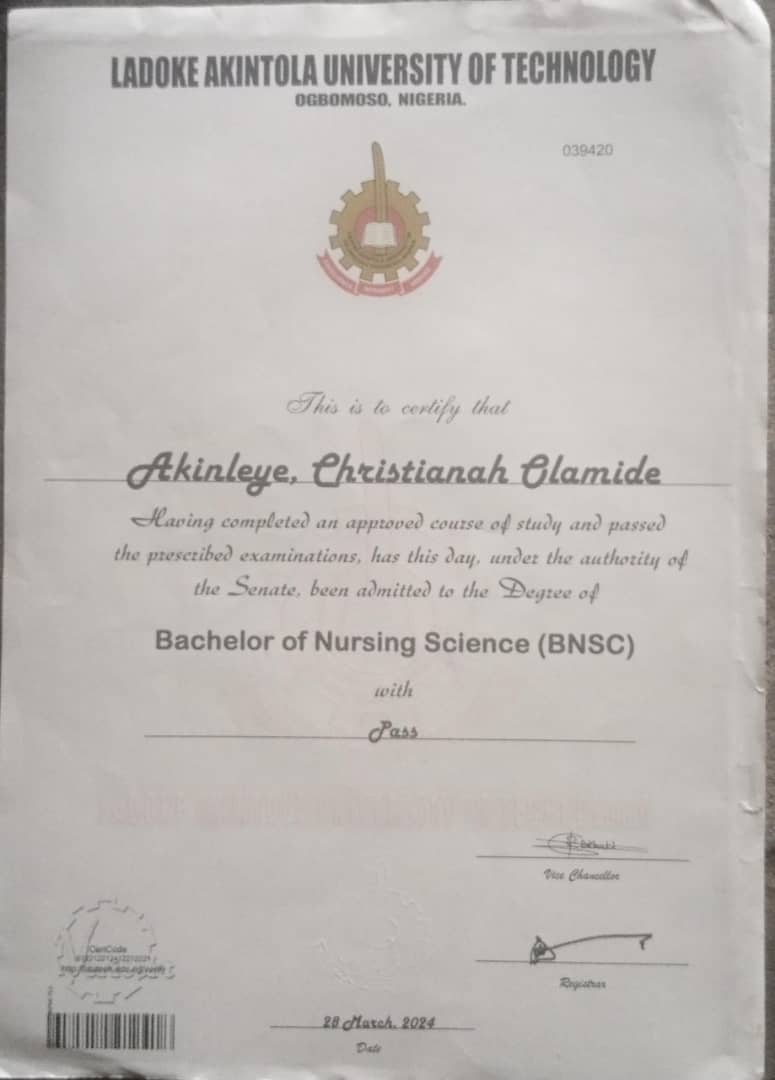 LADOKE AKINTOLA UNIVERSITY OF TECHNOLOGY
OGBOMOSO, NIGERIA.
039420
This is to certify that
Akinleye, Christianah Olamide
Having completed an approved course of study and passed
the prescribed examinations, has this day, under the authority of
the Senate, been admitted to the Degree of
Bachelor of Nursing Science (BNSC)
with
Pass
Vice Chancellor
CertCode
Registrar
28 March, 2024
Date